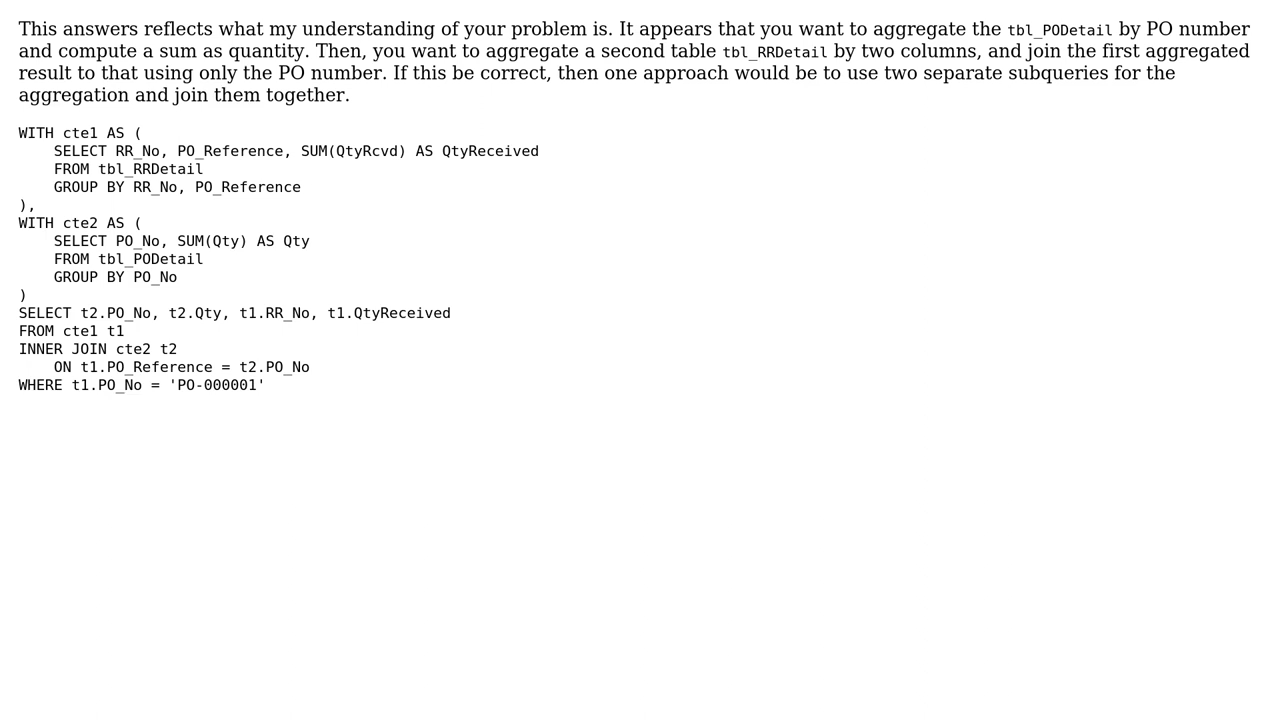 This answers reflects what my understanding of your problem is. It appears that you want to aggregate the tbl_PODetail by PO number
and compute a sum as quantity. Then, you want to aggregate a second table tbl_RRDetail by two columns, and join the first aggregated
result to that using only the PO number. If this be correct, then one approach would be to use two separate subqueries for the
aggregation and join them together.
WITH cte1 AS (
    SELECT RR_No, PO_Reference, SUM(QtyRcvd) AS QtyReceived
    FROM tbl_RRDetail
    GROUP BY RR_No, PO_Reference
),
WITH cte2 AS (
    SELECT PO_No, SUM(Qty) AS Qty
    FROM tbl_PODetail
    GROUP BY PO_No
)
SELECT t2.PO_No, t2.Qty, t1.RR_No, t1.QtyReceived
FROM cte1 t1
INNER JOIN cte2 t2
    ON t1.PO_Reference = t2.PO_No
WHERE t1.PO_No = 'PO-000001'